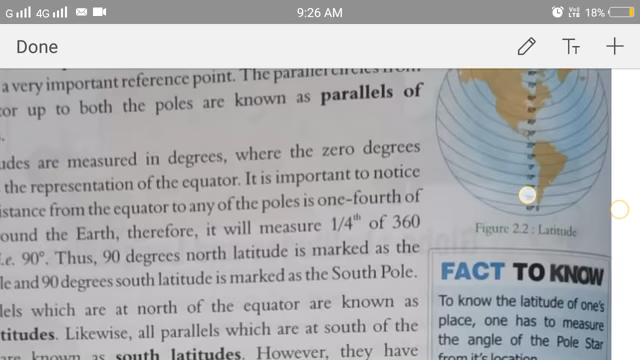 G 4G 9:26 AM VoLTE 18%
Done TT
a very important reference point. The parallel circles from
tor up to both the poles are known as parallels of
s.
udes are measured in degrees, where the zero degrees
the representation of the equator. It is important to notice
istance from the equator to any of the poles is one-fourth of
ound the Earth, therefore, it will measure 1/4th of 360
i.e. 90°. Thus, 90 degrees north latitude is marked as the
le and 90 degrees south latitude is marked as the South Pole.
lels which are at north of the equator are known as
titudes. Likewise, all parallels which are at south of the
are known as south latitudes. However, they have
Figure 2.2 : Latitude
FACT TO KNOW
To know the latitude of one's
place, one has to measure
the angle of the Pole Star
from it's location